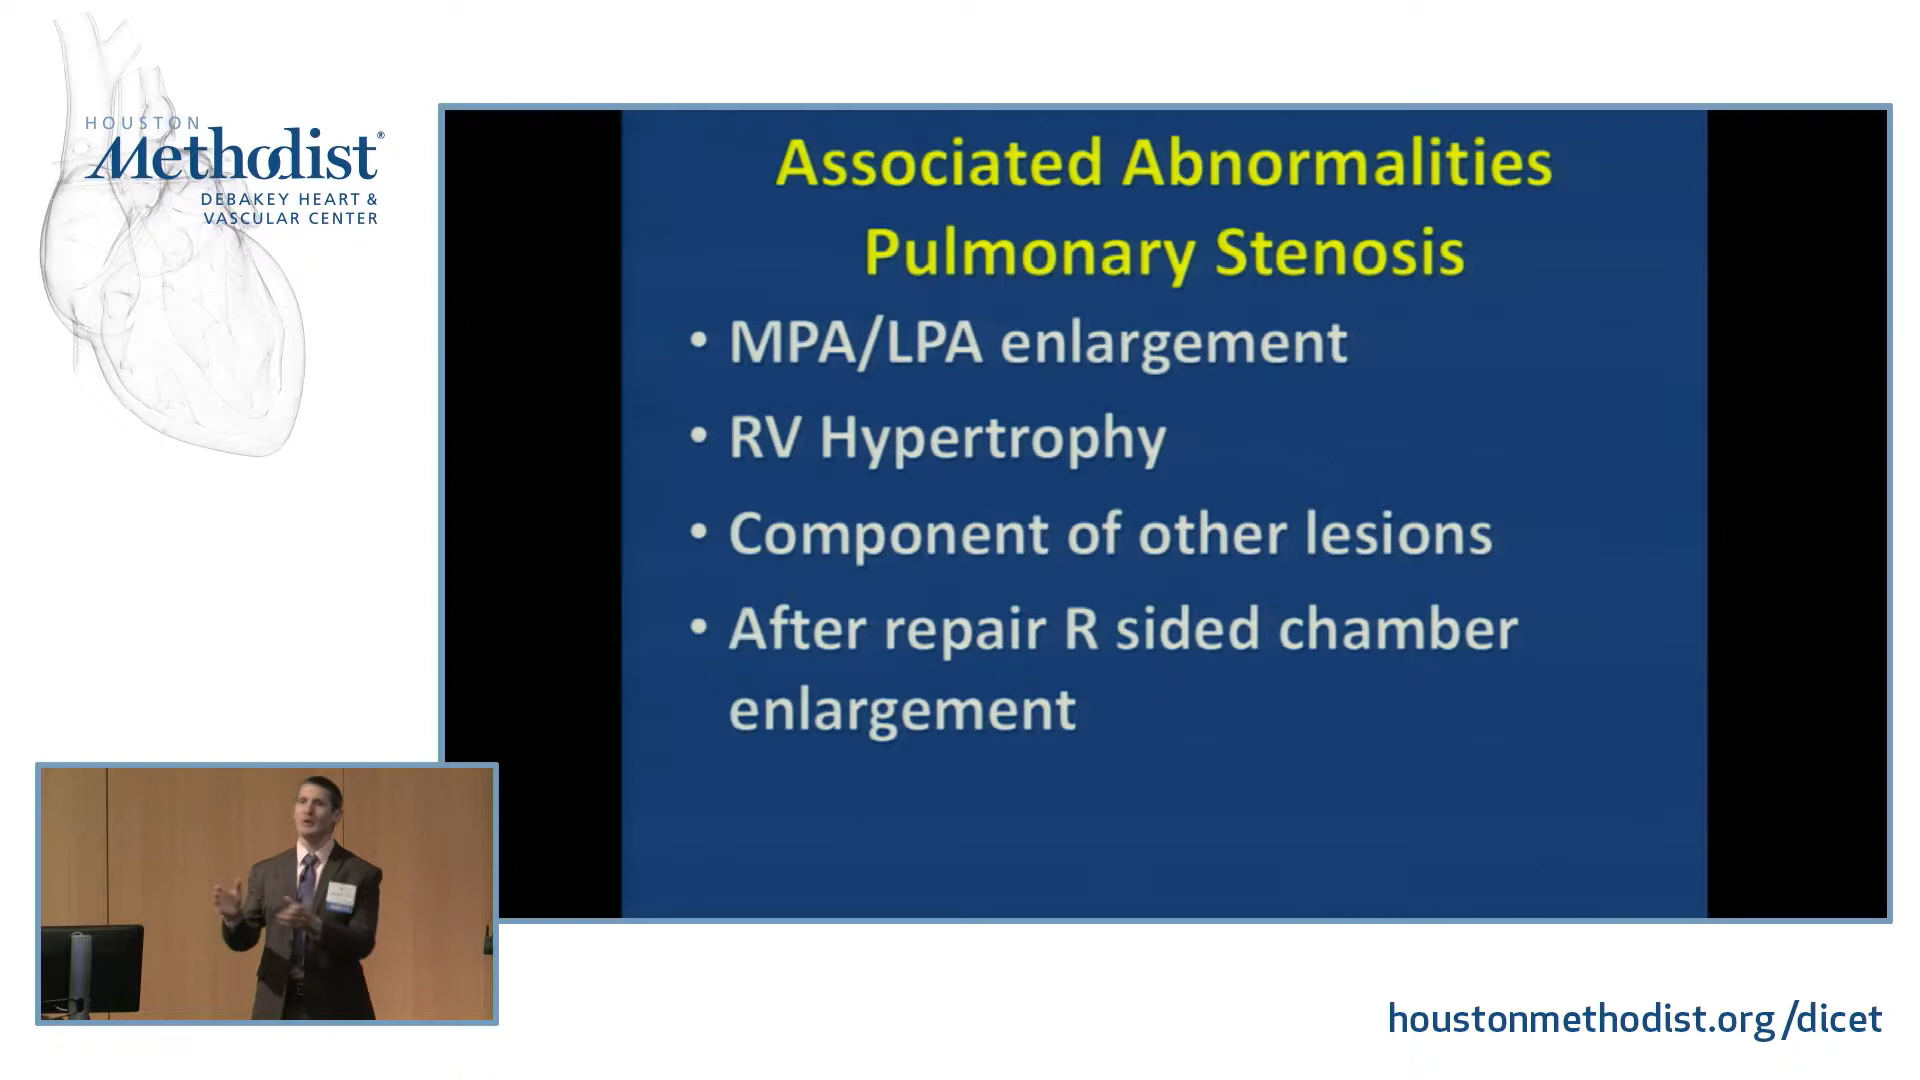 HOUSTON
Methodist®
DEBAKEY HEART &
VASCULAR CENTER
Associated Abnormalities
Pulmonary Stenosis
• MPA/LPA enlargement
• RV Hypertrophy
• Component of other lesions
• After repair R sided chamber
enlargement
houstonmethodist.org/dicet